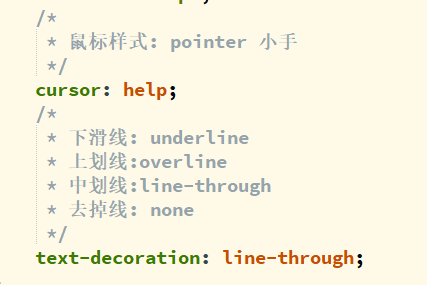 /*
* 鼠标样式: pointer 小手
*/
cursor: help;
/*
* 下滑线: underline
* 上划线:overline
* 中划线:line-through
* 去掉线: none
*/
text-decoration: line-through;